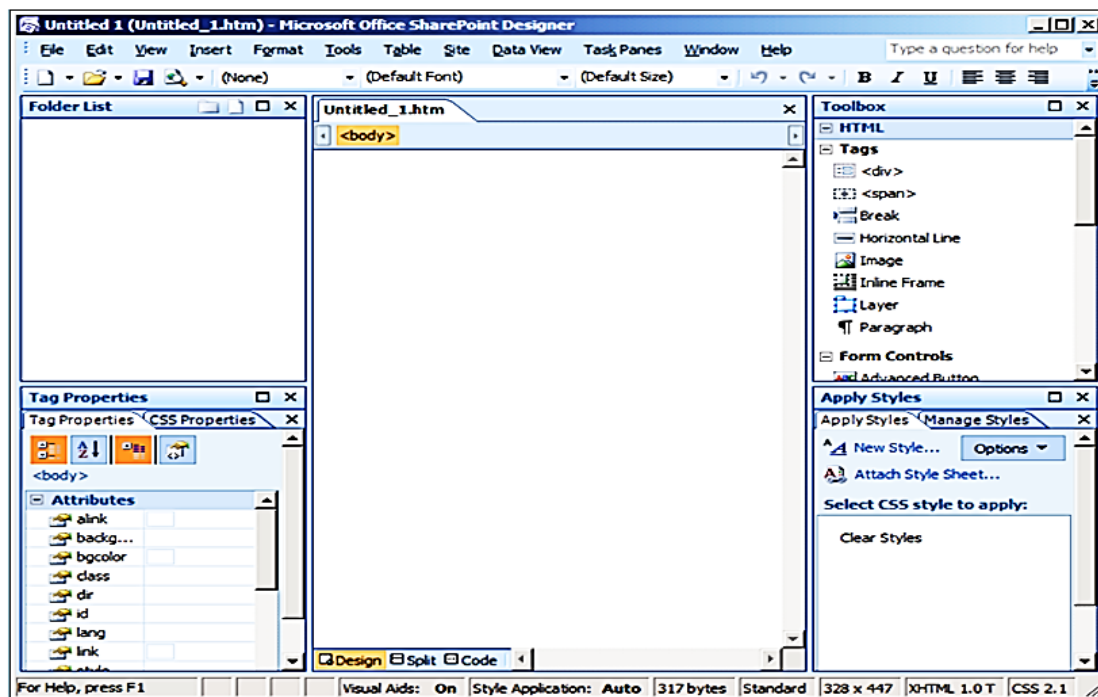 Untitled 1 (Untitled_1.htm) - Microsoft Office SharePoint Designer
File Edit View Insert Format Tools Table Site Data View Task Panes Window Help Type a question for help
(None) (Default Font) (Default Size) B I U
Folder List
Untitled_1.htm
<body>
Toolbox
HTML
Tags
<div>
<span>
Break
Horizontal Line
Image
Inline Frame
Layer
Paragraph
Form Controls
Advanced Button
Tag Properties
Tag Properties CSS Properties
<body>
Attributes
alink
backg...
bgcolor
class
dir
id
lang
link
style
Design Split Code
Apply Styles
Apply Styles Manage Styles
New Style... Options
Attach Style Sheet...
Select CSS style to apply:
Clear Styles
For Help, press F1 Visual Aids: On Style Application: Auto 317 bytes Standard 328 x 447 XHTML 1.0 T CSS 2.1